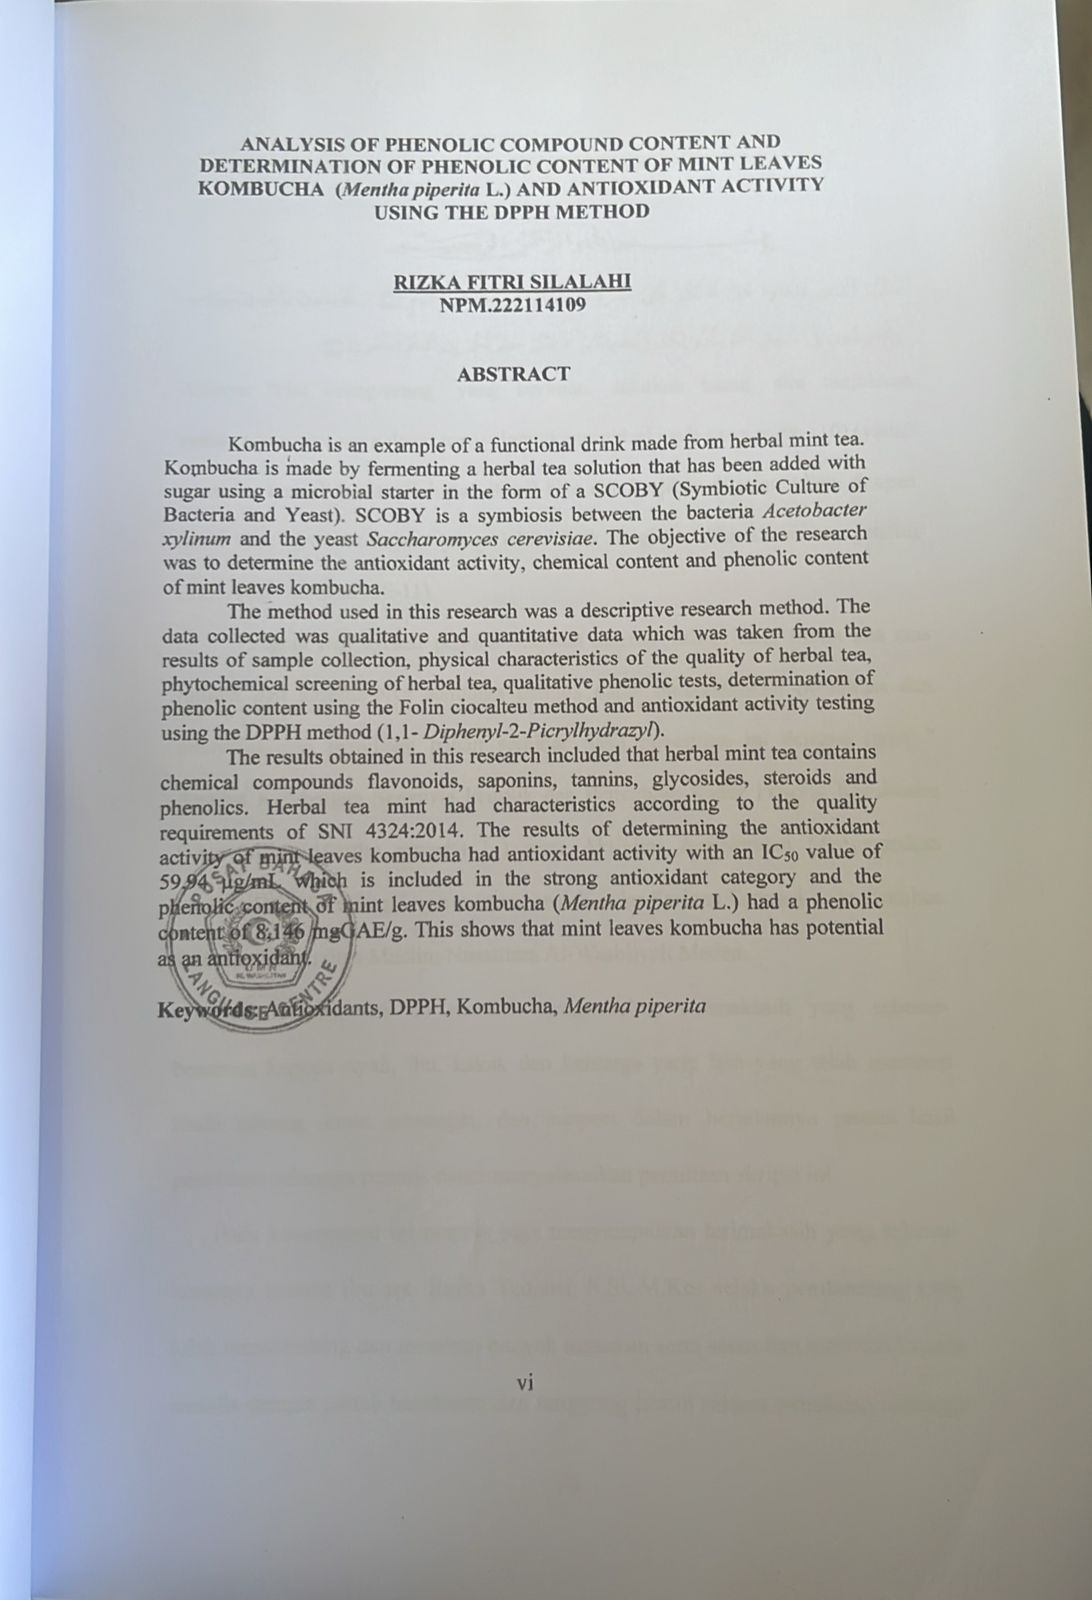 ANALYSIS OF PHENOLIC COMPOUND CONTENT AND
DETERMINATION OF PHENOLIC CONTENT OF MINT LEAVES
KOMBUCHA (Mentha piperita L.) AND ANTIOXIDANT ACTIVITY
USING THE DPPH METHOD
RIZKA FITRI SILALAHI
NPM.222114109
ABSTRACT
Kombucha is an example of a functional drink made from herbal mint tea.
Kombucha is made by fermenting a herbal tea solution that has been added with
sugar using a microbial starter in the form of a SCOBY (Symbiotic Culture of
Bacteria and Yeast). SCOBY is a symbiosis between the bacteria Acetobacter
xylinum and the yeast Saccharomyces cerevisiae. The objective of the research
was to determine the antioxidant activity, chemical content and phenolic content
of mint leaves kombucha.
The method used in this research was a descriptive research method. The
data collected was qualitative and quantitative data which was taken from the
results of sample collection, physical characteristics of the quality of herbal tea,
phytochemical screening of herbal tea, qualitative phenolic tests, determination of
phenolic content using the Folin ciocalteu method and antioxidant activity testing
using the DPPH method (1,1- Diphenyl-2-Picrylhydrazyl).
The results obtained in this research included that herbal mint tea contains
chemical compounds flavonoids, saponins, tannins, glycosides, steroids and
phenolics. Herbal tea mint had characteristics according to the quality
requirements of SNI 4324:2014. The results of determining the antioxidant
activity of mint leaves kombucha had antioxidant activity with an IC50 value of
59,94 µg/mL which is included in the strong antioxidant category and the
phenolic content of mint leaves kombucha (Mentha piperita L.) had a phenolic
content of 8,146 mgGAE/g. This shows that mint leaves kombucha has potential
as an antioxidant.
PUSAT BAHASA
LANGUAGE CENTRE
Keywords: Antioxidants, DPPH, Kombucha, Mentha piperita
vi